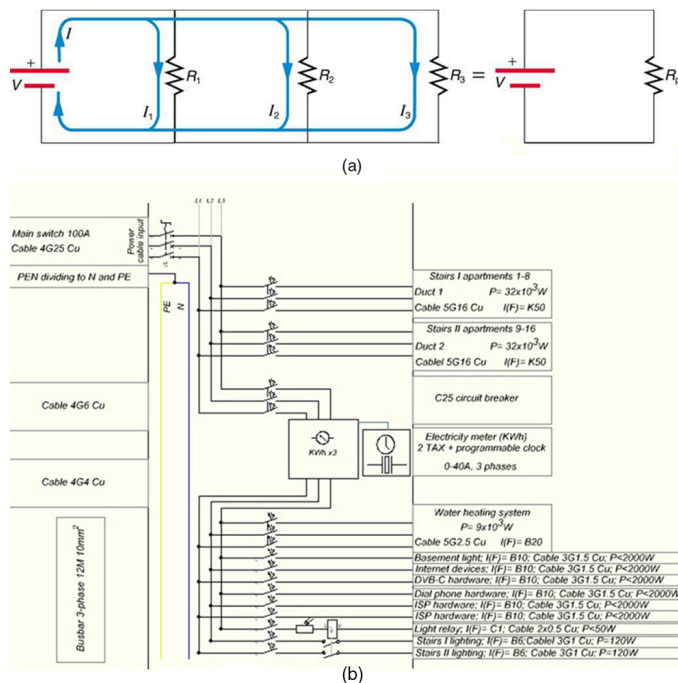 I
+
V
R1
I1
R2
I2
R3
I3
=
+
V
Rp
(a)
L1 L2 L3
Main switch 100A
Cable 4G25 Cu
Power
cable input
PEN dividing to N and PE
PE
N
Stairs I apartments 1-8
Duct 1 P= 32x10³W
Cable 5G16 Cu I(F)= K50
Stairs II apartments 9-16
Duct 2 P= 32x10³W
Cablel 5G16 Cu I(F)= K50
Cable 4G6 Cu
C25 circuit breaker
KWh x3
Electricity meter (KWh)
2 TAX + programmable clock
0-40A, 3 phases
Cable 4G4 Cu
Water heating system
P= 9x10³W
Cable 5G2.5 Cu I(F)= B20
Busbar 3-phase 12M 10mm²
Basement light; I(F)= B10; Cable 3G1.5 Cu; P<2000W
Internet devices; I(F)= B10; Cable 3G1.5 Cu; P<2000W
DVB-C hardware; I(F)= B10; Cable 3G1.5 Cu; P<2000W
Dial phone hardware; I(F)= B10; Cable 3G1.5 Cu; P<2000W
ISP hardware; I(F)= B10; Cable 3G1.5 Cu; P<2000W
ISP hardware; I(F)= B10; Cable 3G1.5 Cu; P<2000W
Light relay; I(F)= C1; Cable 2x0.5 Cu; P<50W
Stairs I lighting; I(F)= B6; Cablel 3G1 Cu; P=120W
Stairs II lighting; I(F)= B6; Cable 3G1 Cu; P=120W
(b)